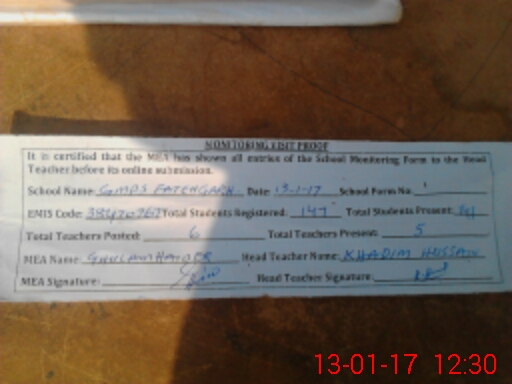 MONITORING VISIT PROOF
It is certified that the MEA has shown all entries of the School Monitoring Form to the Head
Teacher before its online submission.
School Name: GMPS FATEHGARH Date: 13-1-17 School Form No
EMIS Code: Total Students Registered: 147 Total Students Present:
Total Teachers Posted: 6 Total Teachers Present: 5
MEA Name: GHULAM HAIDER Head Teacher Name: KHADIM HUSSAIN
MEA Signature: Head Teacher Signature:
13-01-17 12:30